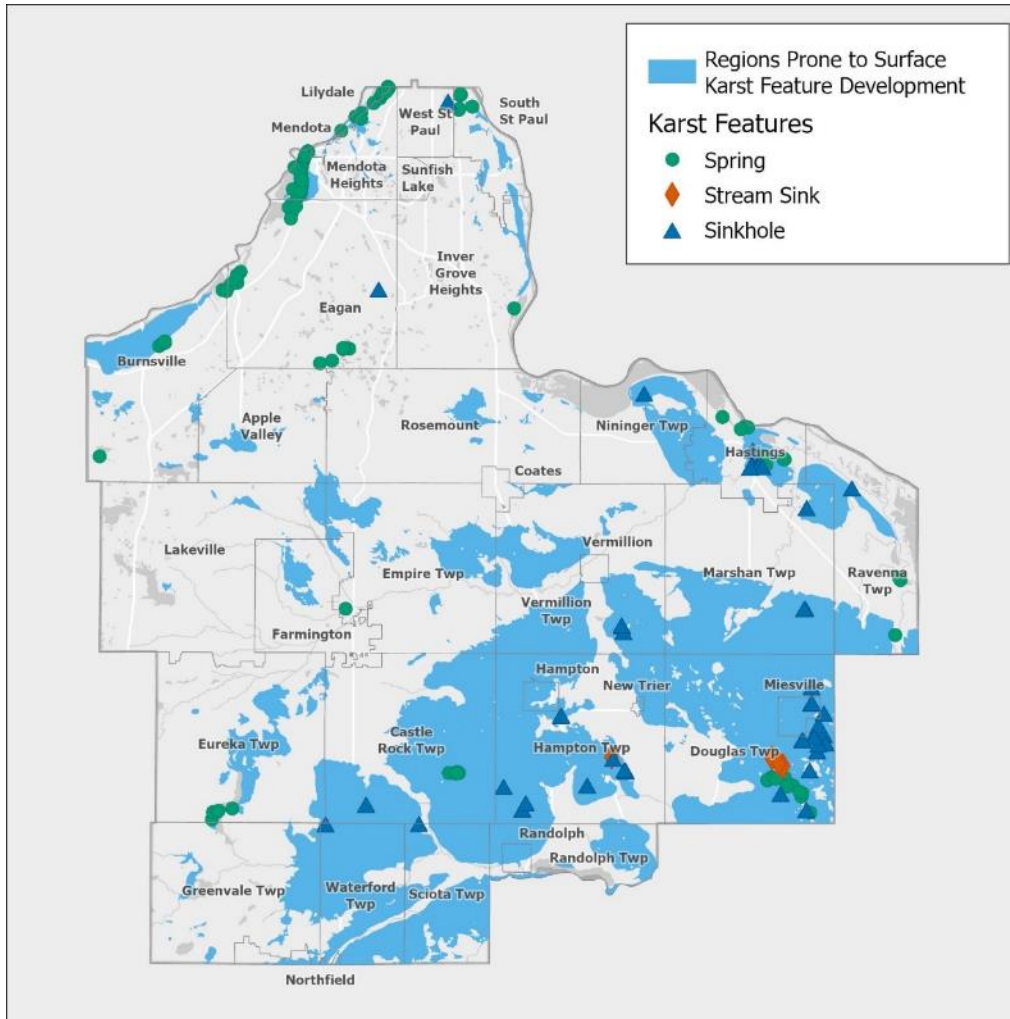 Regions Prone to Surface
Karst Feature Development
Karst Features
Spring
Stream Sink
Sinkhole
Lilydale
West St
Paul
South
St Paul
Mendota
Mendota
Heights
Sunfish
Lake
Inver
Grove
Heights
Eagan
Burnsville
Apple
Valley
Rosemount
Nininger Twp
Hastings
Coates
Lakeville
Empire Twp
Vermillion
Marshan Twp
Ravenna
Twp
Vermillion
Twp
Farmington
Hampton
New Trier
Miesville
Eureka Twp
Castle
Rock Twp
Hampton Twp
Douglas Twp
Randolph
Randolph Twp
Greenvale Twp
Waterford
Twp
Sciota Twp
Northfield